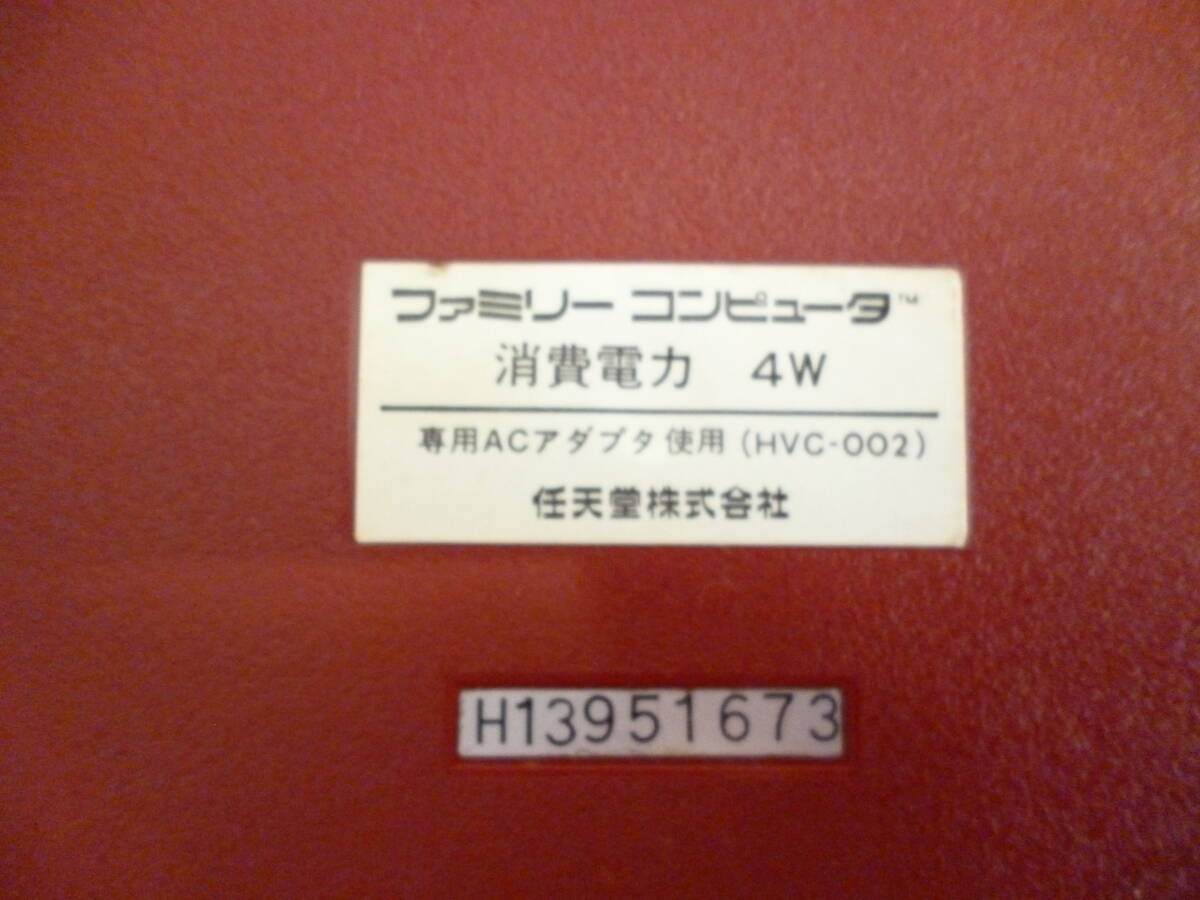 ファミリー コンピュータ™
消費電力 4W
専用ACアダプタ使用(HVC-002)
任天堂株式会社
H13951673